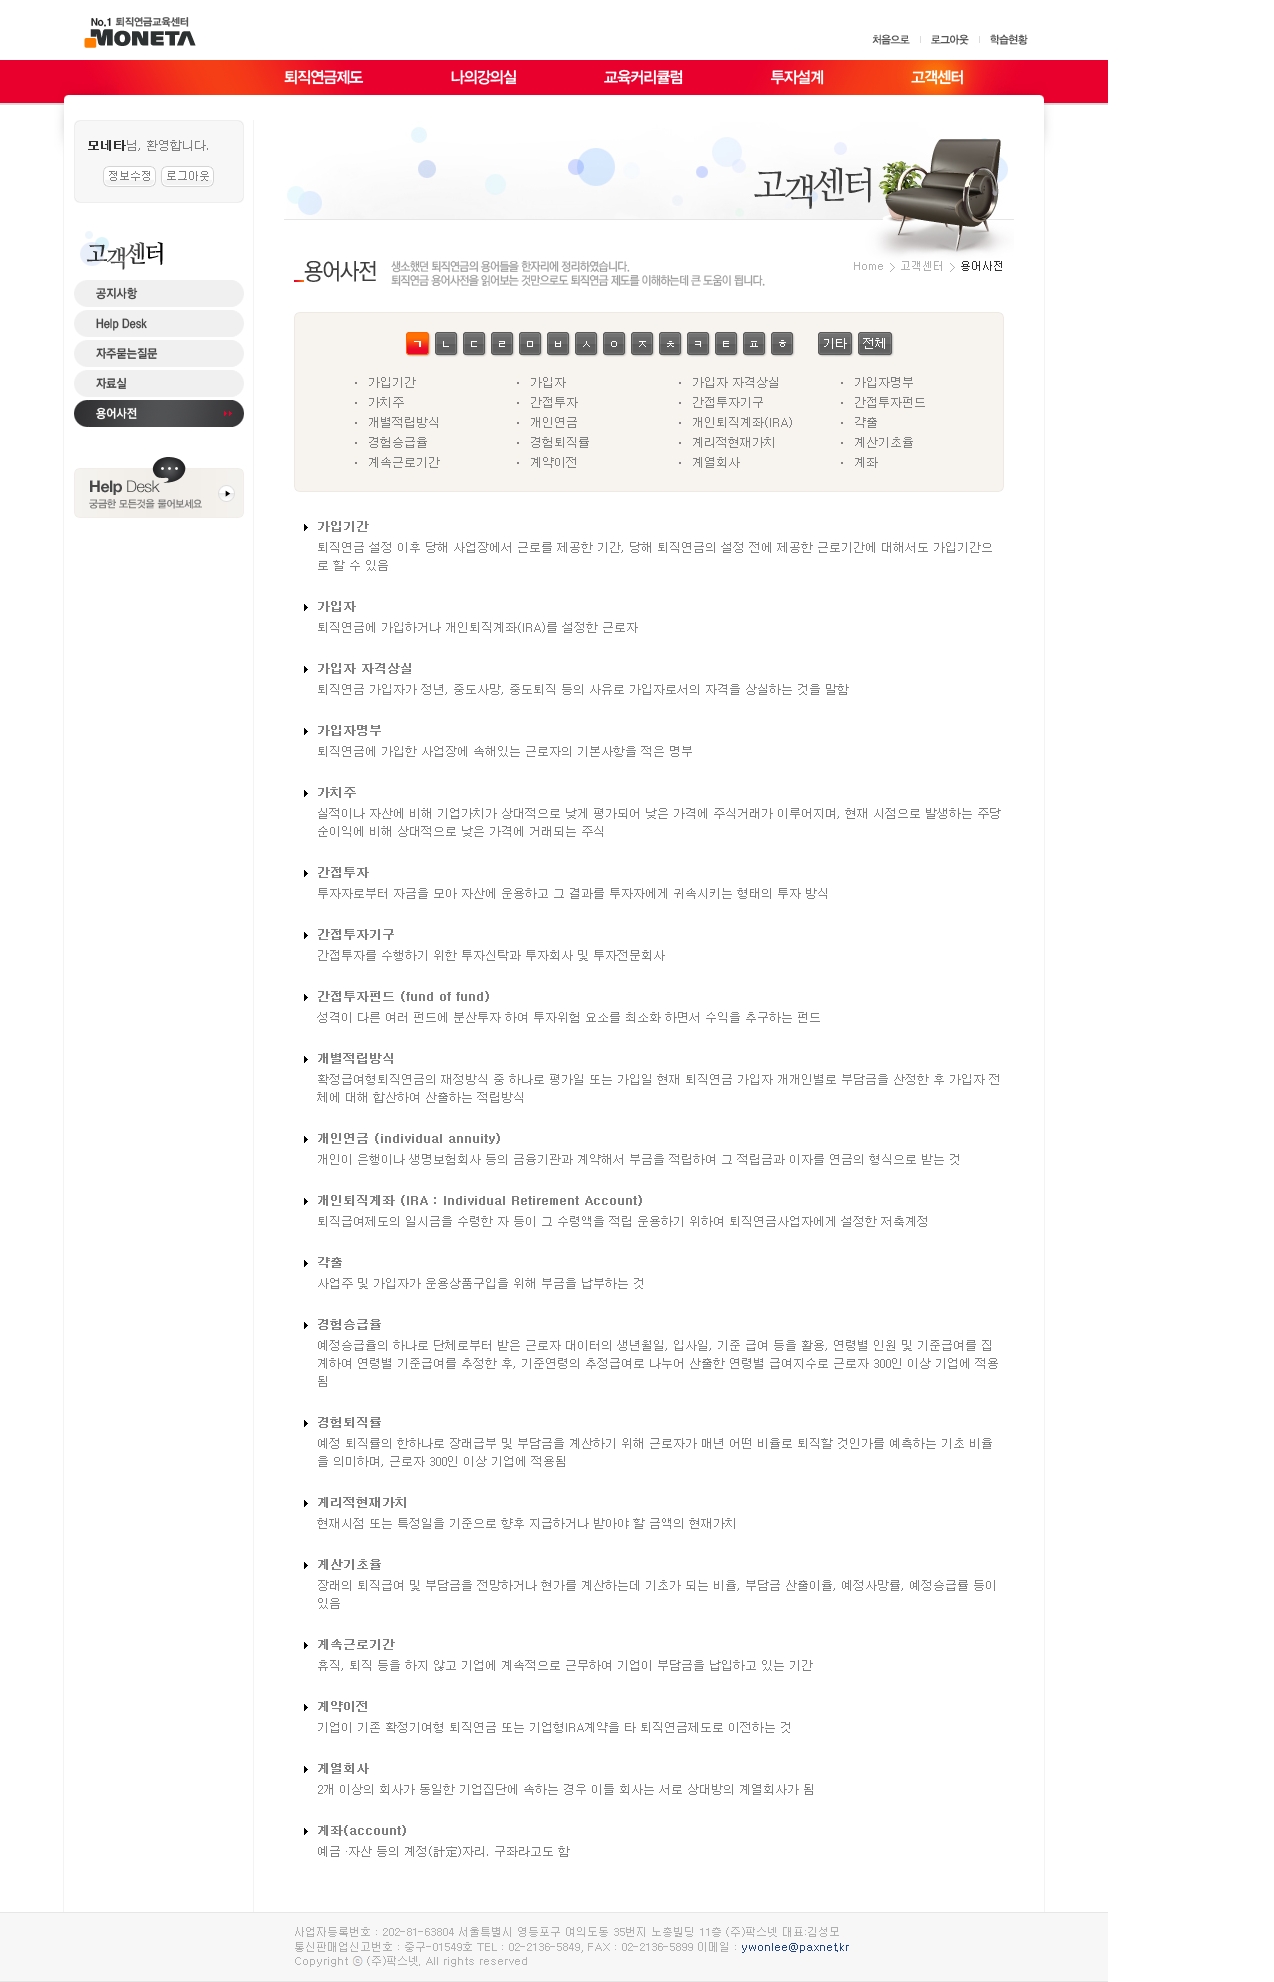 No.1 퇴직연금교육센터
MONETA
처음으로 로그아웃 학습현황
퇴직연금제도 나의강의실 교육커리큘럼 투자설계 고객센터
모네타님, 환영합니다.
정보수정 로그아웃
고객센터
공지사항
Help Desk
자주묻는질문
자료실
용어사전
Help Desk
궁금한 모든것을 물어보세요
고객센터
용어사전
생소했던 퇴직연금의 용어들을 한자리에 정리하였습니다.
퇴직연금 용어사전을 읽어보는 것만으로도 퇴직연금 제도를 이해하는데 큰 도움이 됩니다.
Home > 고객센터 > 용어사전
ㄱ ㄴ ㄷ ㄹ ㅁ ㅂ ㅅ ㅇ ㅈ ㅊ ㅋ ㅌ ㅍ ㅎ 기타 전체
· 가입기간 · 가입자 · 가입자 자격상실 · 가입자명부
· 가치주 · 간접투자 · 간접투자기구 · 간접투자펀드
· 개별적립방식 · 개인연금 · 개인퇴직계좌(IRA) · 갹출
· 경험승급율 · 경험퇴직률 · 계리적현재가치 · 계산기초율
· 계속근로기간 · 계약이전 · 계열회사 · 계좌
가입기간
퇴직연금 설정 이후 당해 사업장에서 근로를 제공한 기간, 당해 퇴직연금의 설정 전에 제공한 근로기간에 대해서도 가입기간으
로 할 수 있음
가입자
퇴직연금에 가입하거나 개인퇴직계좌(IRA)를 설정한 근로자
가입자 자격상실
퇴직연금 가입자가 정년, 중도사망, 중도퇴직 등의 사유로 가입자로서의 자격을 상실하는 것을 말함
가입자명부
퇴직연금에 가입한 사업장에 속해있는 근로자의 기본사항을 적은 명부
가치주
실적이나 자산에 비해 기업가치가 상대적으로 낮게 평가되어 낮은 가격에 주식거래가 이루어지며, 현재 시점으로 발생하는 주당
순이익에 비해 상대적으로 낮은 가격에 거래되는 주식
간접투자
투자자로부터 자금을 모아 자산에 운용하고 그 결과를 투자자에게 귀속시키는 형태의 투자 방식
간접투자기구
간접투자를 수행하기 위한 투자신탁과 투자회사 및 투자전문회사
간접투자펀드 (fund of fund)
성격이 다른 여러 펀드에 분산투자 하여 투자위험 요소를 최소화 하면서 수익을 추구하는 펀드
개별적립방식
확정급여형퇴직연금의 재정방식 중 하나로 평가일 또는 가입일 현재 퇴직연금 가입자 개개인별로 부담금을 산정한 후 가입자 전
체에 대해 합산하여 산출하는 적립방식
개인연금 (individual annuity)
개인이 은행이나 생명보험회사 등의 금융기관과 계약해서 부금을 적립하여 그 적립금과 이자를 연금의 형식으로 받는 것
개인퇴직계좌 (IRA : Individual Retirement Account)
퇴직급여제도의 일시금을 수령한 자 등이 그 수령액을 적립 운용하기 위하여 퇴직연금사업자에게 설정한 저축계정
갹출
사업주 및 가입자가 운용상품구입을 위해 부금을 납부하는 것
경험승급율
예정승급율의 하나로 단체로부터 받은 근로자 데이터의 생년월일, 입사일, 기준 급여 등을 활용, 연령별 인원 및 기준급여를 집
계하여 연령별 기준급여를 추정한 후, 기준연령의 추정급여로 나누어 산출한 연령별 급여지수로 근로자 300인 이상 기업에 적용
됨
경험퇴직률
예정 퇴직률의 한하나로 장래급부 및 부담금을 계산하기 위해 근로자가 매년 어떤 비율로 퇴직할 것인가를 예측하는 기초 비율
을 의미하며, 근로자 300인 이상 기업에 적용됨
계리적현재가치
현재시점 또는 특정일을 기준으로 향후 지급하거나 받아야 할 금액의 현재가치
계산기초율
장래의 퇴직급여 및 부담금을 전망하거나 현가를 계산하는데 기초가 되는 비율, 부담금 산출이율, 예정사망률, 예정승급률 등이
있음
계속근로기간
휴직, 퇴직 등을 하지 않고 기업에 계속적으로 근무하여 기업이 부담금을 납입하고 있는 기간
계약이전
기업이 기존 확정기여형 퇴직연금 또는 기업형IRA계약을 타 퇴직연금제도로 이전하는 것
계열회사
2개 이상의 회사가 동일한 기업집단에 속하는 경우 이들 회사는 서로 상대방의 계열회사가 됨
계좌(account)
예금 ·자산 등의 계정(計定)자리. 구좌라고도 함
사업자등록번호 : 202-81-63804 서울특별시 영등포구 여의도동 35번지 노총빌딩 11층 (주)팍스넷 대표:김성모
통신판매업신고번호 : 중구-01549호 TEL : 02-2136-5849, FAX : 02-2136-5899 이메일 : ywonlee@paxnet.kr
Copyright ⓒ (주)팍스넷, All rights reserved